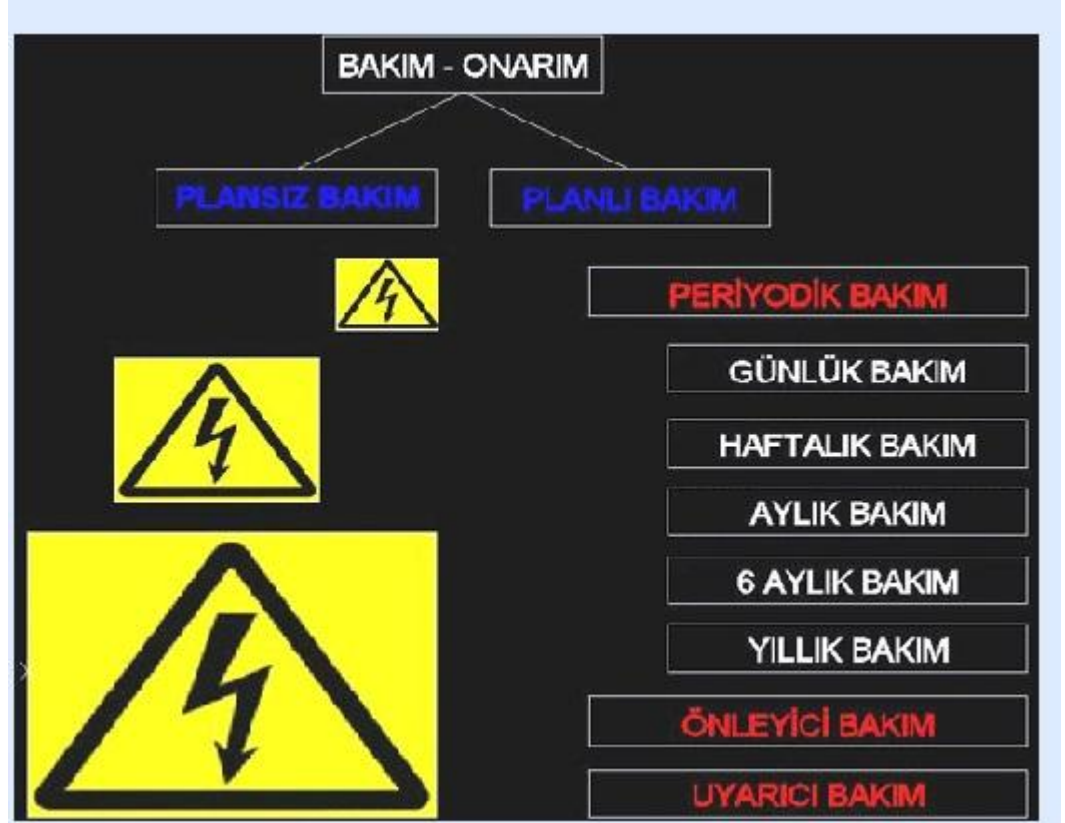 BAKIM - ONARIM
PLANSIZ BAKIM
PLANLI BAKIM
PERİYODİK BAKIM
GÜNLÜK BAKIM
HAFTALIK BAKIM
AYLIK BAKIM
6 AYLIK BAKIM
YILLIK BAKIM
ÖNLEYİCİ BAKIM
UYARICI BAKIM